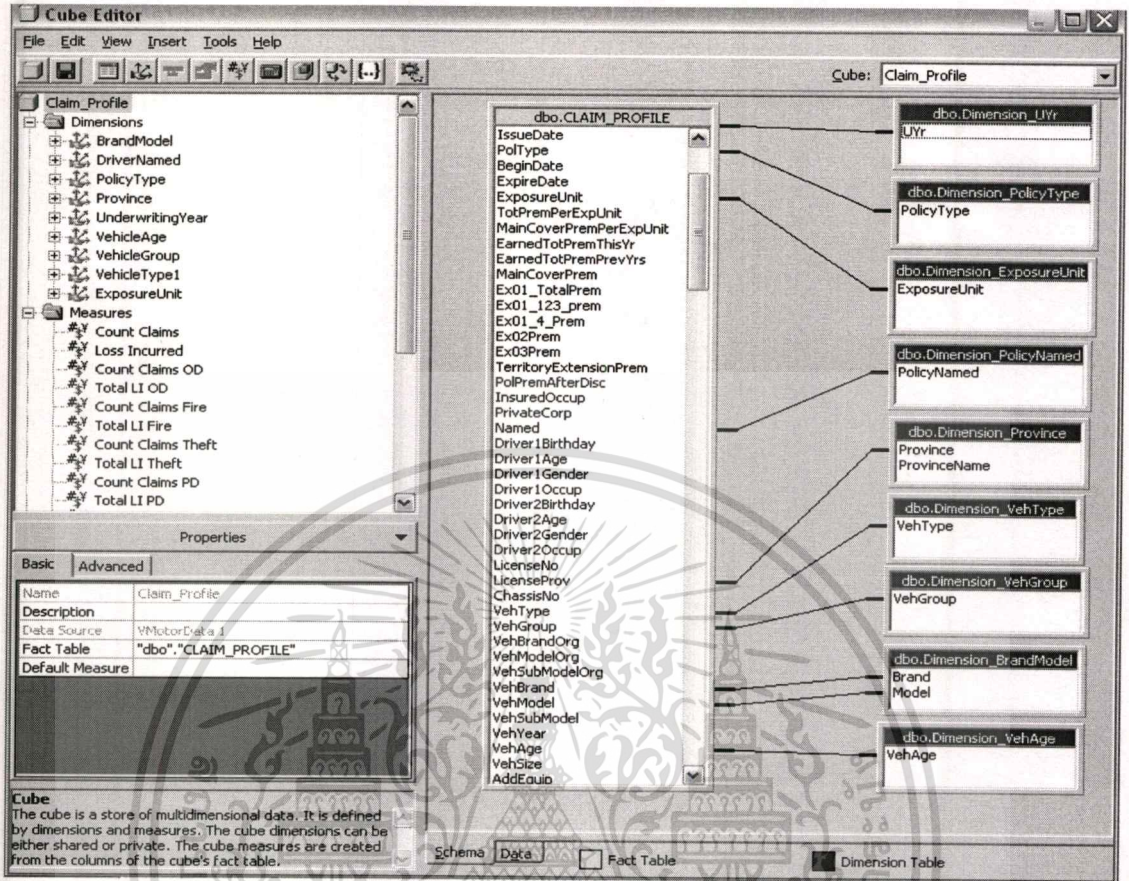 Cube Editor
File Edit View Insert Tools Help
Cube: Claim_Profile
Claim_Profile
Dimensions
BrandModel
DriverNamed
PolicyType
Province
UnderwritingYear
VehicleAge
VehicleGroup
VehicleType1
ExposureUnit
Measures
Count Claims
Loss Incurred
Count Claims OD
Total LI OD
Count Claims Fire
Total LI Fire
Count Claims Theft
Total LI Theft
Count Claims PD
Total LI PD
Properties
Basic Advanced
Name Claim_Profile
Description
Data Source VMotorData 1
Fact Table "dbo"."CLAIM_PROFILE"
Default Measure
Cube
The cube is a store of multidimensional data. It is defined
by dimensions and measures. The cube dimensions can be
either shared or private. The cube measures are created
from the columns of the cube's fact table.
dbo.CLAIM_PROFILE
IssueDate
PolType
BeginDate
ExpireDate
ExposureUnit
TotPremPerExpUnit
MainCoverPremPerExpUnit
EarnedTotPremThisYr
EarnedTotPremPrevYrs
MainCoverPrem
Ex01_TotalPrem
Ex01_123_prem
Ex01_4_Prem
Ex02Prem
Ex03Prem
TerritoryExtensionPrem
PolPremAfterDisc
InsuredOccup
PrivateCorp
Named
Driver1Birthday
Driver1Age
Driver1Gender
Driver1Occup
Driver2Birthday
Driver2Age
Driver2Gender
Driver2Occup
LicenseNo
LicenseProv
ChassisNo
VehType
VehGroup
VehBrandOrg
VehModelOrg
VehSubModelOrg
VehBrand
VehModel
VehSubModel
VehYear
VehAge
VehSize
AddEquip
dbo.Dimension_UYr
UYr
dbo.Dimension_PolicyType
PolicyType
dbo.Dimension_ExposureUnit
ExposureUnit
dbo.Dimension_PolicyNamed
PolicyNamed
dbo.Dimension_Province
Province
ProvinceName
dbo.Dimension_VehType
VehType
dbo.Dimension_VehGroup
VehGroup
dbo.Dimension_BrandModel
Brand
Model
dbo.Dimension_VehAge
VehAge
Schema Data Fact Table Dimension Table